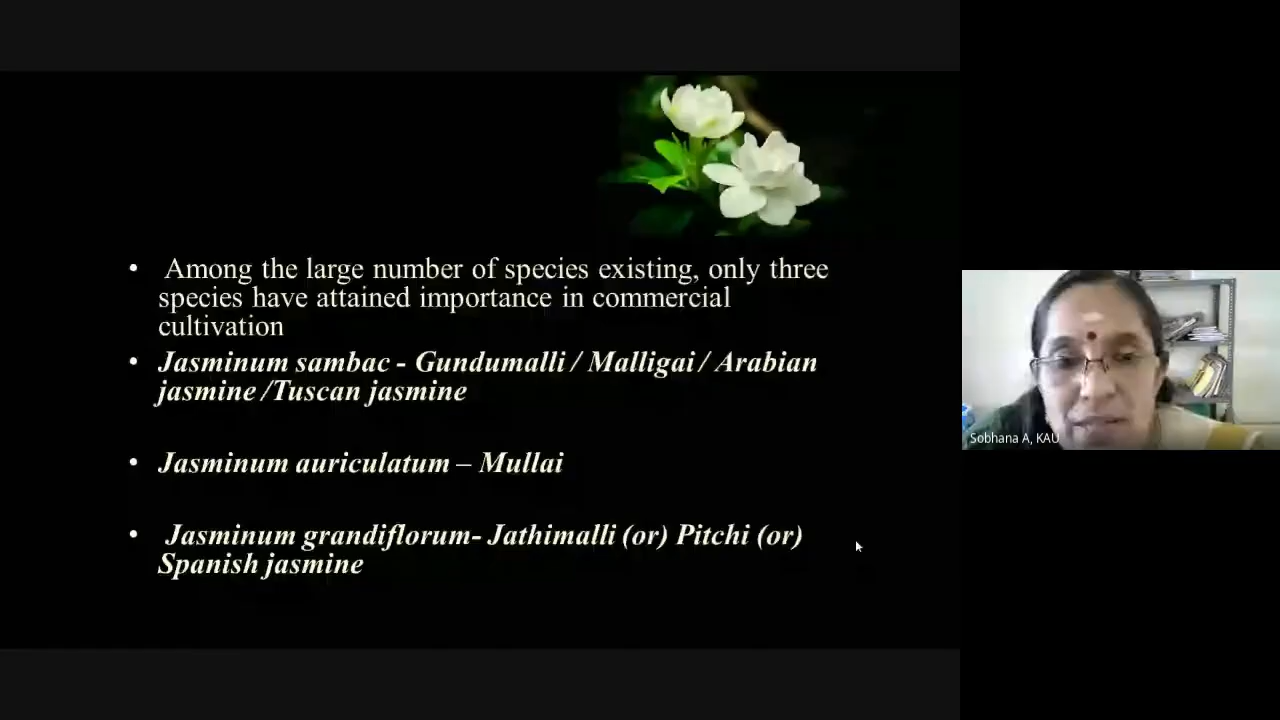 • Among the large number of species existing, only three
species have attained importance in commercial
cultivation
• Jasminum sambac - Gundumalli / Malligai / Arabian
jasmine /Tuscan jasmine
• Jasminum auriculatum – Mullai
• Jasminum grandiflorum- Jathimalli (or) Pitchi (or)
Spanish jasmine
Sobhana A, KAU